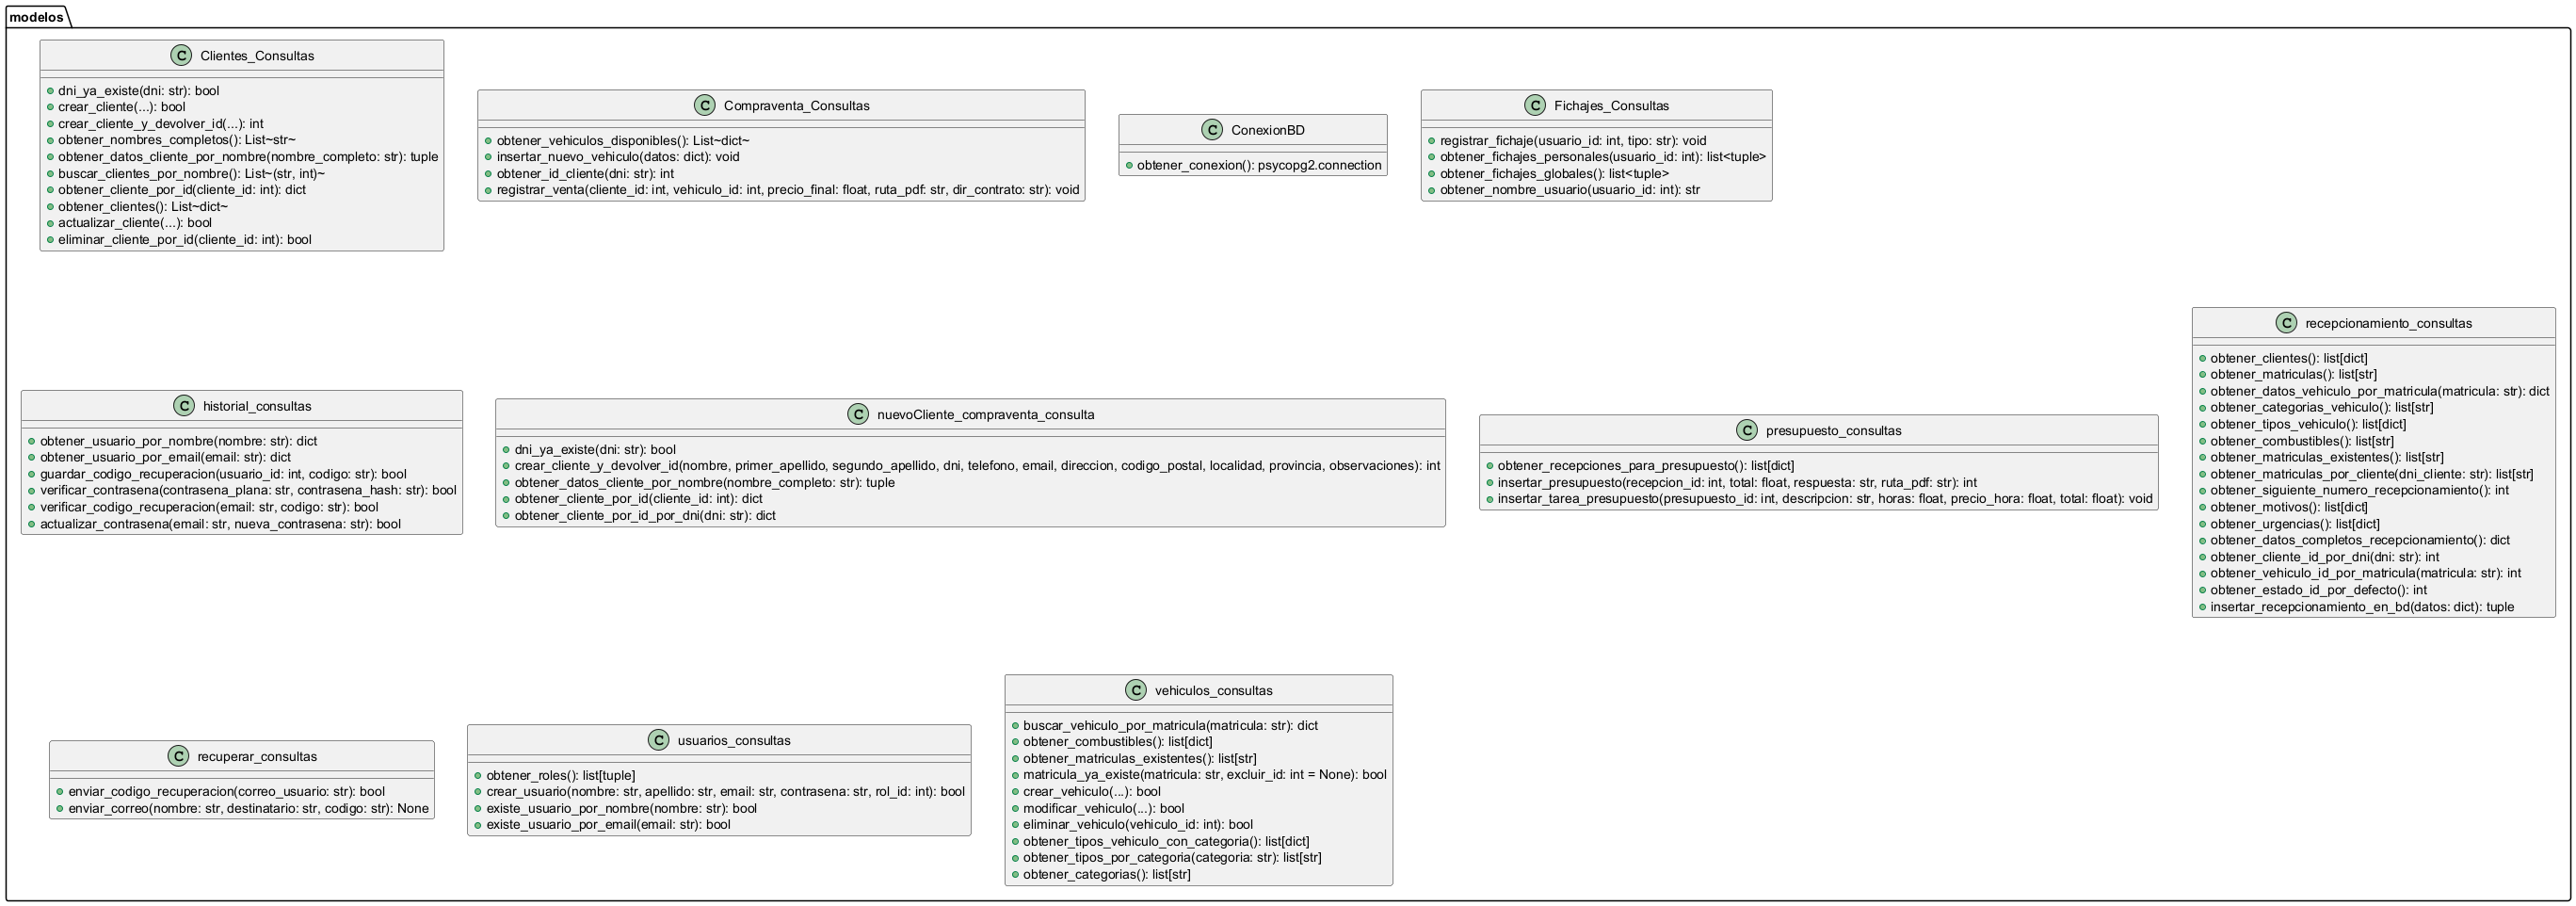 modelos
C Clientes_Consultas
dni_ya_existe(dni: str): bool
crear_cliente(...): bool
crear_cliente_y_devolver_id(...): int
obtener_nombres_completos(): List~str~
obtener_datos_cliente_por_nombre(nombre_completo: str): tuple
buscar_clientes_por_nombre(): List~(str, int)~
obtener_cliente_por_id(cliente_id: int): dict
obtener_clientes(): List~dict~
actualizar_cliente(...): bool
eliminar_cliente_por_id(cliente_id: int): bool
C Compraventa_Consultas
obtener_vehiculos_disponibles(): List~dict~
insertar_nuevo_vehiculo(datos: dict): void
obtener_id_cliente(dni: str): int
registrar_venta(cliente_id: int, vehiculo_id: int, precio_final: float, ruta_pdf: str, dir_contrato: str): void
C ConexionBD
obtener_conexion(): psycopg2.connection
C Fichajes_Consultas
registrar_fichaje(usuario_id: int, tipo: str): void
obtener_fichajes_personales(usuario_id: int): list<tuple>
obtener_fichajes_globales(): list<tuple>
obtener_nombre_usuario(usuario_id: int): str
C historial_consultas
obtener_usuario_por_nombre(nombre: str): dict
obtener_usuario_por_email(email: str): dict
guardar_codigo_recuperacion(usuario_id: int, codigo: str): bool
verificar_contrasena(contrasena_plana: str, contrasena_hash: str): bool
verificar_codigo_recuperacion(email: str, codigo: str): bool
actualizar_contrasena(email: str, nueva_contrasena: str): bool
C nuevoCliente_compraventa_consulta
dni_ya_existe(dni: str): bool
crear_cliente_y_devolver_id(nombre, primer_apellido, segundo_apellido, dni, telefono, email, direccion, codigo_postal, localidad, provincia, observaciones): int
obtener_datos_cliente_por_nombre(nombre_completo: str): tuple
obtener_cliente_por_id(cliente_id: int): dict
obtener_cliente_por_id_por_dni(dni: str): dict
C presupuesto_consultas
obtener_recepciones_para_presupuesto(): list[dict]
insertar_presupuesto(recepcion_id: int, total: float, respuesta: str, ruta_pdf: str): int
insertar_tarea_presupuesto(presupuesto_id: int, descripcion: str, horas: float, precio_hora: float, total: float): void
C recepcionamiento_consultas
obtener_clientes(): list[dict]
obtener_matriculas(): list[str]
obtener_datos_vehiculo_por_matricula(matricula: str): dict
obtener_categorias_vehiculo(): list[str]
obtener_tipos_vehiculo(): list[dict]
obtener_combustibles(): list[str]
obtener_matriculas_existentes(): list[str]
obtener_matriculas_por_cliente(dni_cliente: str): list[str]
obtener_siguiente_numero_recepcionamiento(): int
obtener_motivos(): list[dict]
obtener_urgencias(): list[dict]
obtener_datos_completos_recepcionamiento(): dict
obtener_cliente_id_por_dni(dni: str): int
obtener_vehiculo_id_por_matricula(matricula: str): int
obtener_estado_id_por_defecto(): int
insertar_recepcionamiento_en_bd(datos: dict): tuple
C recuperar_consultas
enviar_codigo_recuperacion(correo_usuario: str): bool
enviar_correo(nombre: str, destinatario: str, codigo: str): None
C usuarios_consultas
obtener_roles(): list[tuple]
crear_usuario(nombre: str, apellido: str, email: str, contrasena: str, rol_id: int): bool
existe_usuario_por_nombre(nombre: str): bool
existe_usuario_por_email(email: str): bool
C vehiculos_consultas
buscar_vehiculo_por_matricula(matricula: str): dict
obtener_combustibles(): list[dict]
obtener_matriculas_existentes(): list[str]
matricula_ya_existe(matricula: str, excluir_id: int = None): bool
crear_vehiculo(...): bool
modificar_vehiculo(...): bool
eliminar_vehiculo(vehiculo_id: int): bool
obtener_tipos_vehiculo_con_categoria(): list[dict]
obtener_tipos_por_categoria(categoria: str): list[str]
obtener_categorias(): list[str]